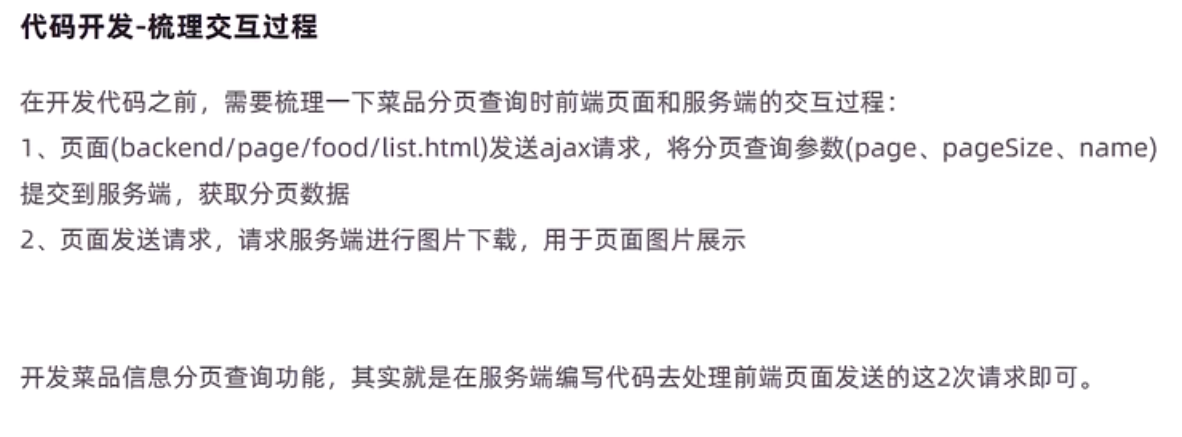 代码开发-梳理交互过程
在开发代码之前，需要梳理一下菜品分页查询时前端页面和服务端的交互过程：
1、页面(backend/page/food/list.html)发送ajax请求，将分页查询参数(page、pageSize、name)
提交到服务端，获取分页数据
2、页面发送请求，请求服务端进行图片下载，用于页面图片展示
开发菜品信息分页查询功能，其实就是在服务端编写代码去处理前端页面发送的这2次请求即可。